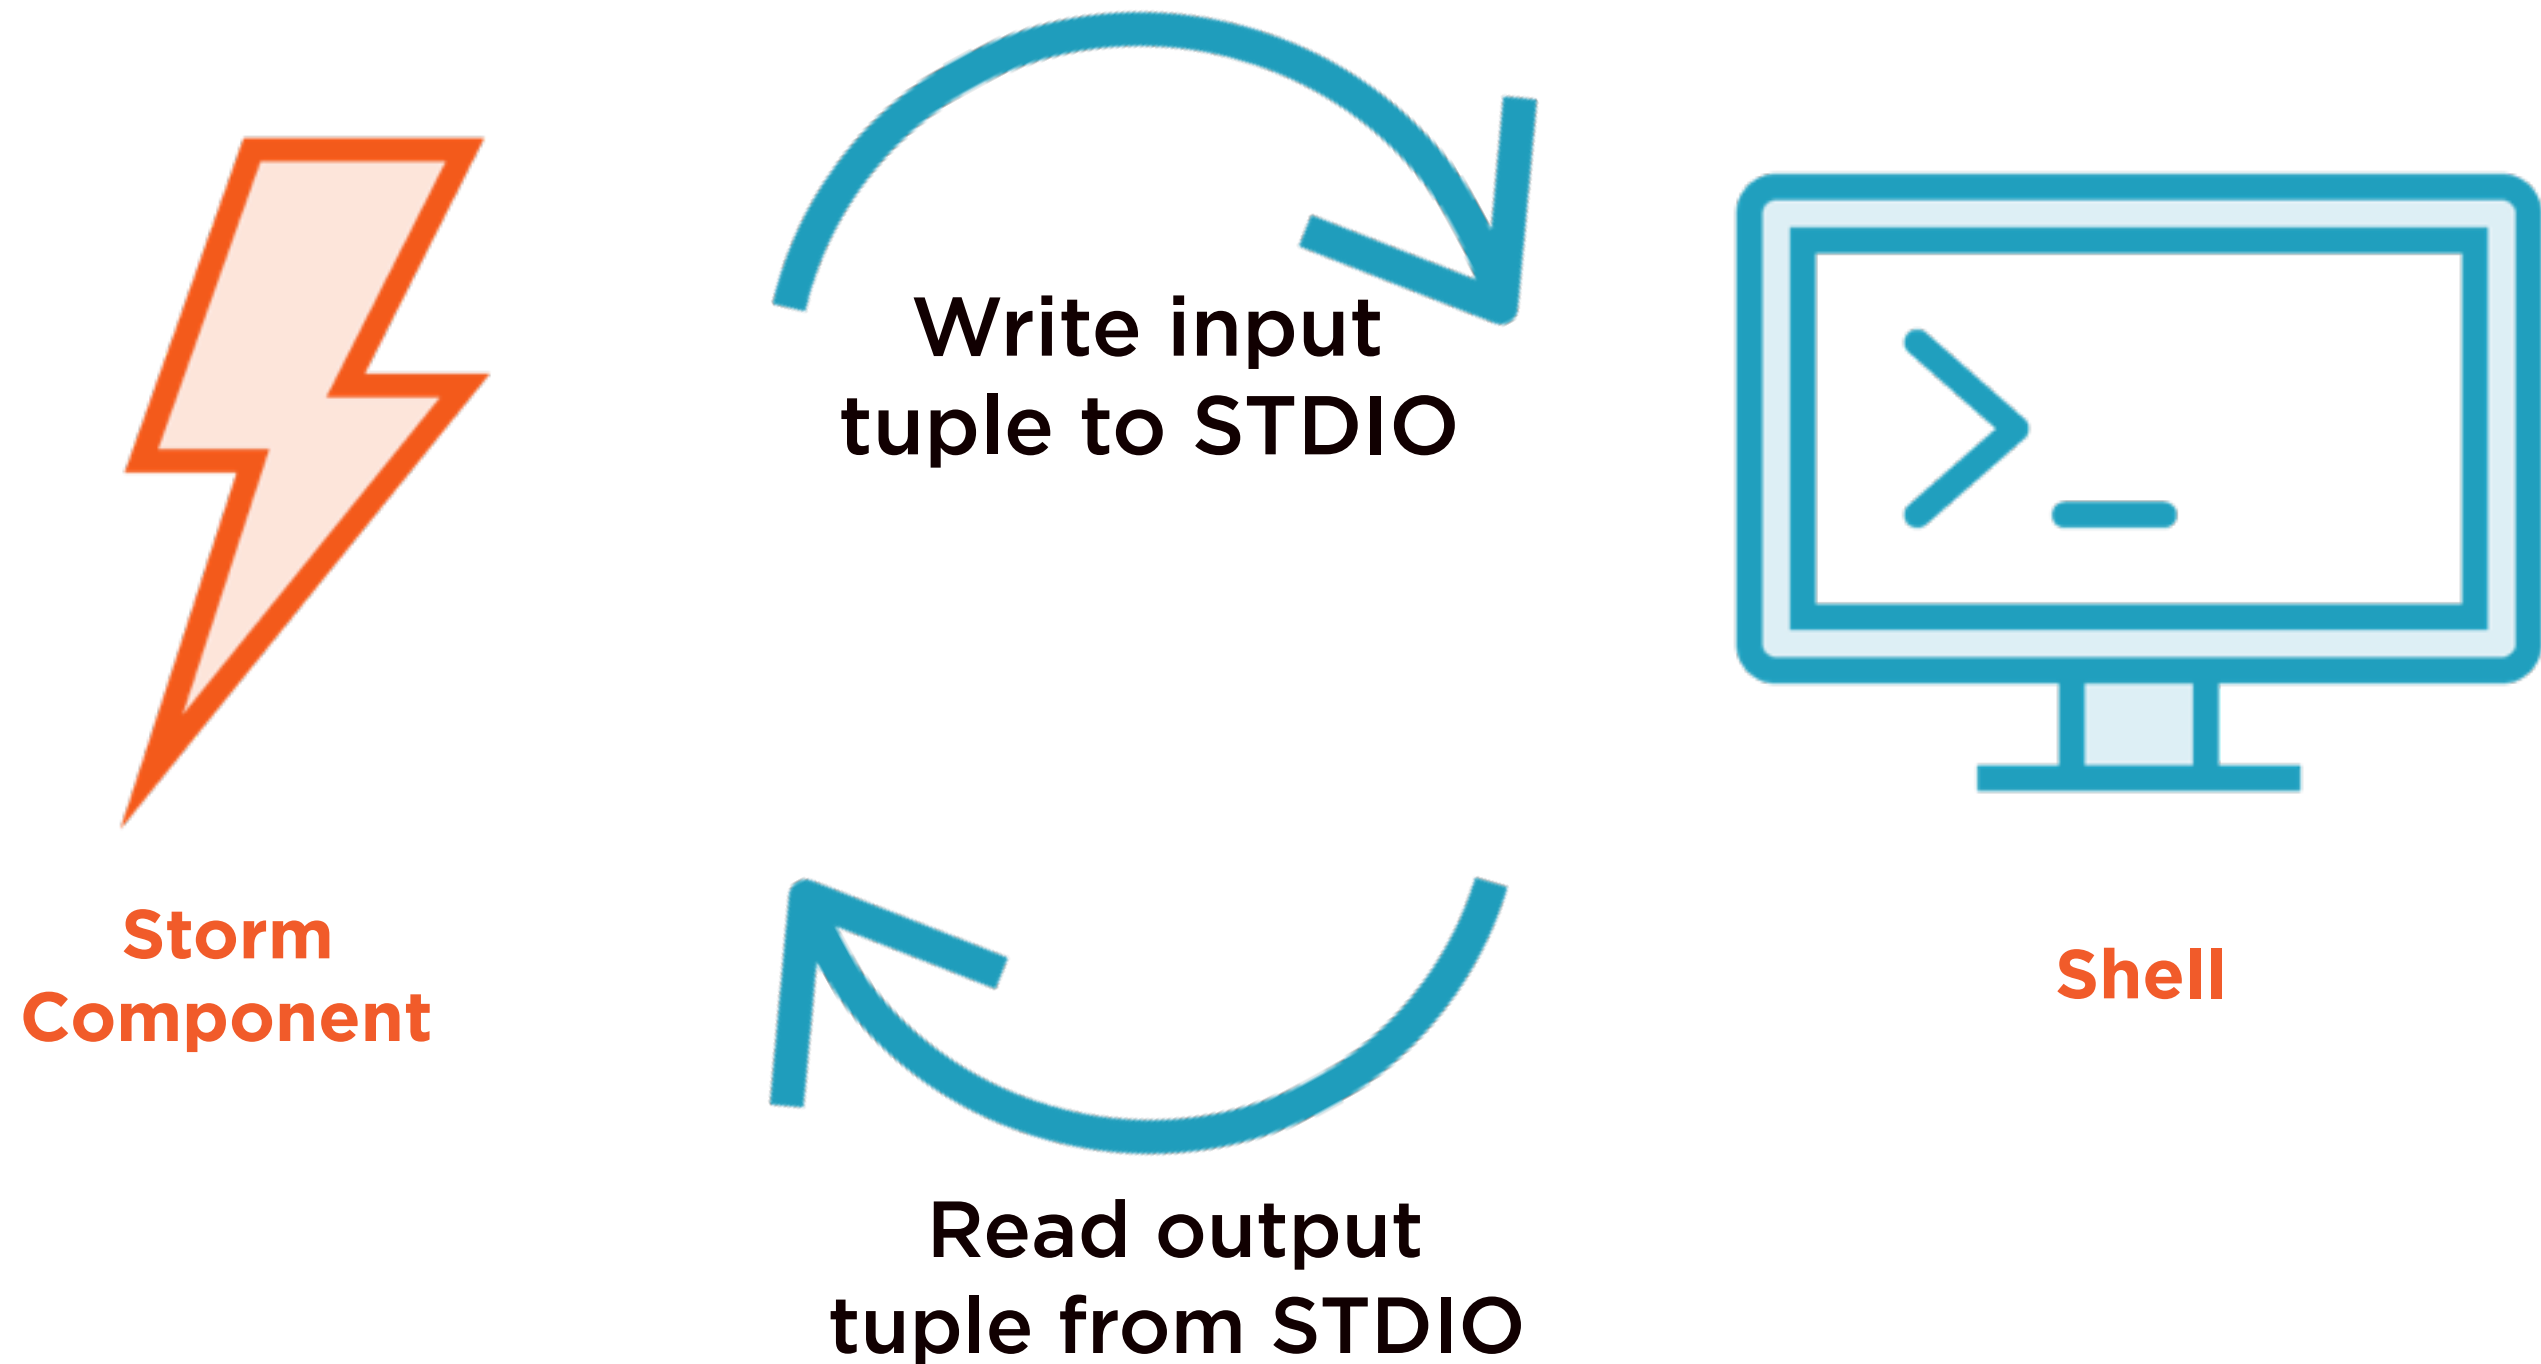 Write input
tuple to STDIO
Storm
Component
Shell
Read output
tuple from STDIO